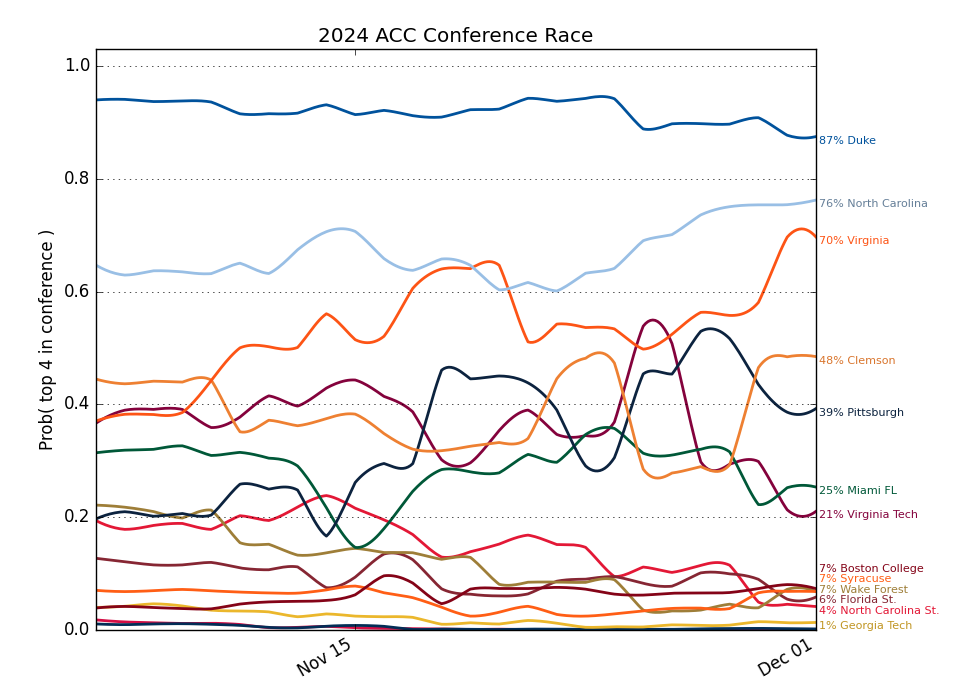 2024 ACC Conference Race
Prob( top 4 in conference )
1.0
0.8
0.6
0.4
0.2
0.0
Nov 15
Dec 01
87% Duke
76% North Carolina
70% Virginia
48% Clemson
39% Pittsburgh
25% Miami FL
21% Virginia Tech
7% Boston College
7% Syracuse
7% Wake Forest
6% Florida St.
4% North Carolina St.
1% Georgia Tech